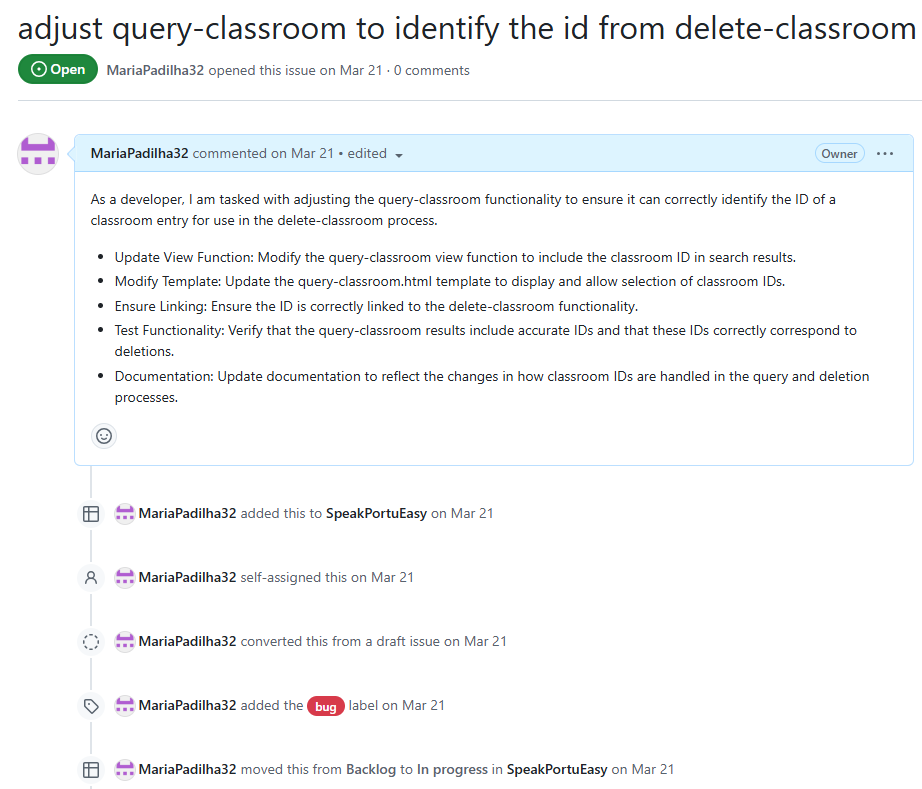 adjust query-classroom to identify the id from delete-classroom
Open MariaPadilha32 opened this issue on Mar 21 · 0 comments
MariaPadilha32 commented on Mar 21 • edited Owner ...
As a developer, I am tasked with adjusting the query-classroom functionality to ensure it can correctly identify the ID of a
classroom entry for use in the delete-classroom process.
• Update View Function: Modify the query-classroom view function to include the classroom ID in search results.
• Modify Template: Update the query-classroom.html template to display and allow selection of classroom IDs.
• Ensure Linking: Ensure the ID is correctly linked to the delete-classroom functionality.
• Test Functionality: Verify that the query-classroom results include accurate IDs and that these IDs correctly correspond to
deletions.
• Documentation: Update documentation to reflect the changes in how classroom IDs are handled in the query and deletion
processes.
MariaPadilha32 added this to SpeakPortuEasy on Mar 21
MariaPadilha32 self-assigned this on Mar 21
MariaPadilha32 converted this from a draft issue on Mar 21
MariaPadilha32 added the bug label on Mar 21
MariaPadilha32 moved this from Backlog to In progress in SpeakPortuEasy on Mar 21